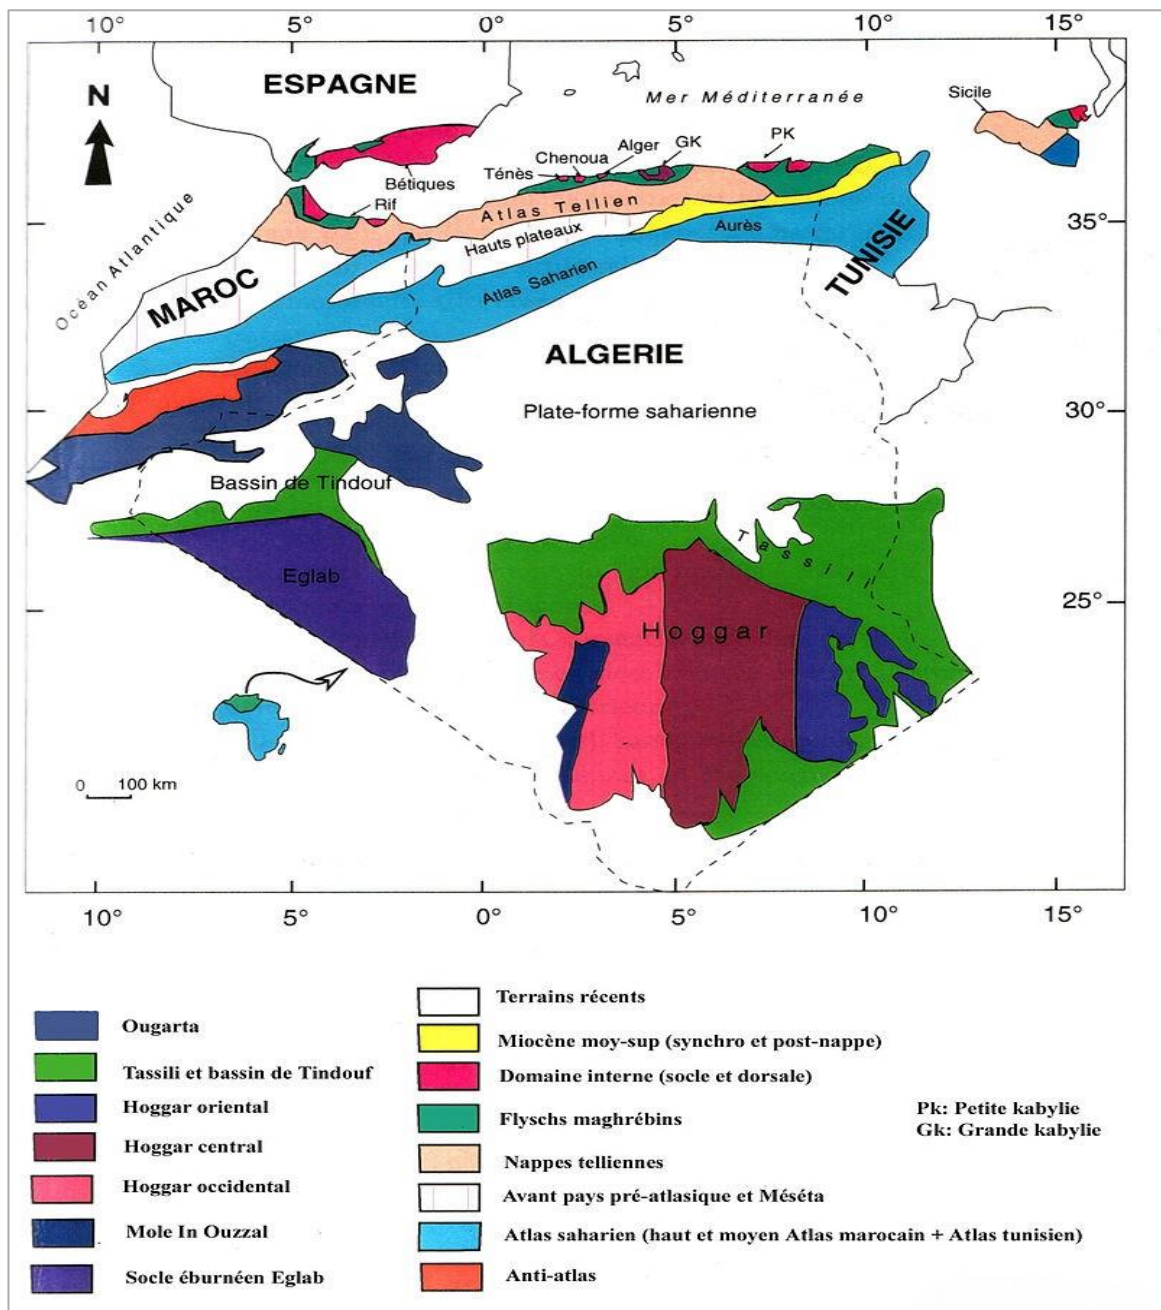 10° 5° 0° 5° 10° 15°
ESPAGNE
N
Mer Méditerranée
Sicile
PK
GK
Alger
Chenoua
Ténès
Bétiques
Rif
Atlas Tellien
Océan Atlantique
35°
Hauts plateaux
Aurès
TUNISIE
MAROC
Atlas Saharien
ALGERIE
Plate-forme saharienne
30°
Bassin de Tindouf
Tassili
Eglab
25°
Hoggar
0 100 km
10° 5° 0° 5° 10° 15°
Ougarta
Tassili et bassin de Tindouf
Hoggar oriental
Hoggar central
Hoggar occidental
Mole In Ouzzal
Socle éburnéen Eglab
Terrains récents
Miocène moy-sup (synchro et post-nappe)
Domaine interne (socle et dorsale)
Flyschs maghrébins
Nappes telliennes
Avant pays pré-atlasique et Méséta
Atlas saharien (haut et moyen Atlas marocain + Atlas tunisien)
Anti-atlas
Pk: Petite kabylie
Gk: Grande kabylie